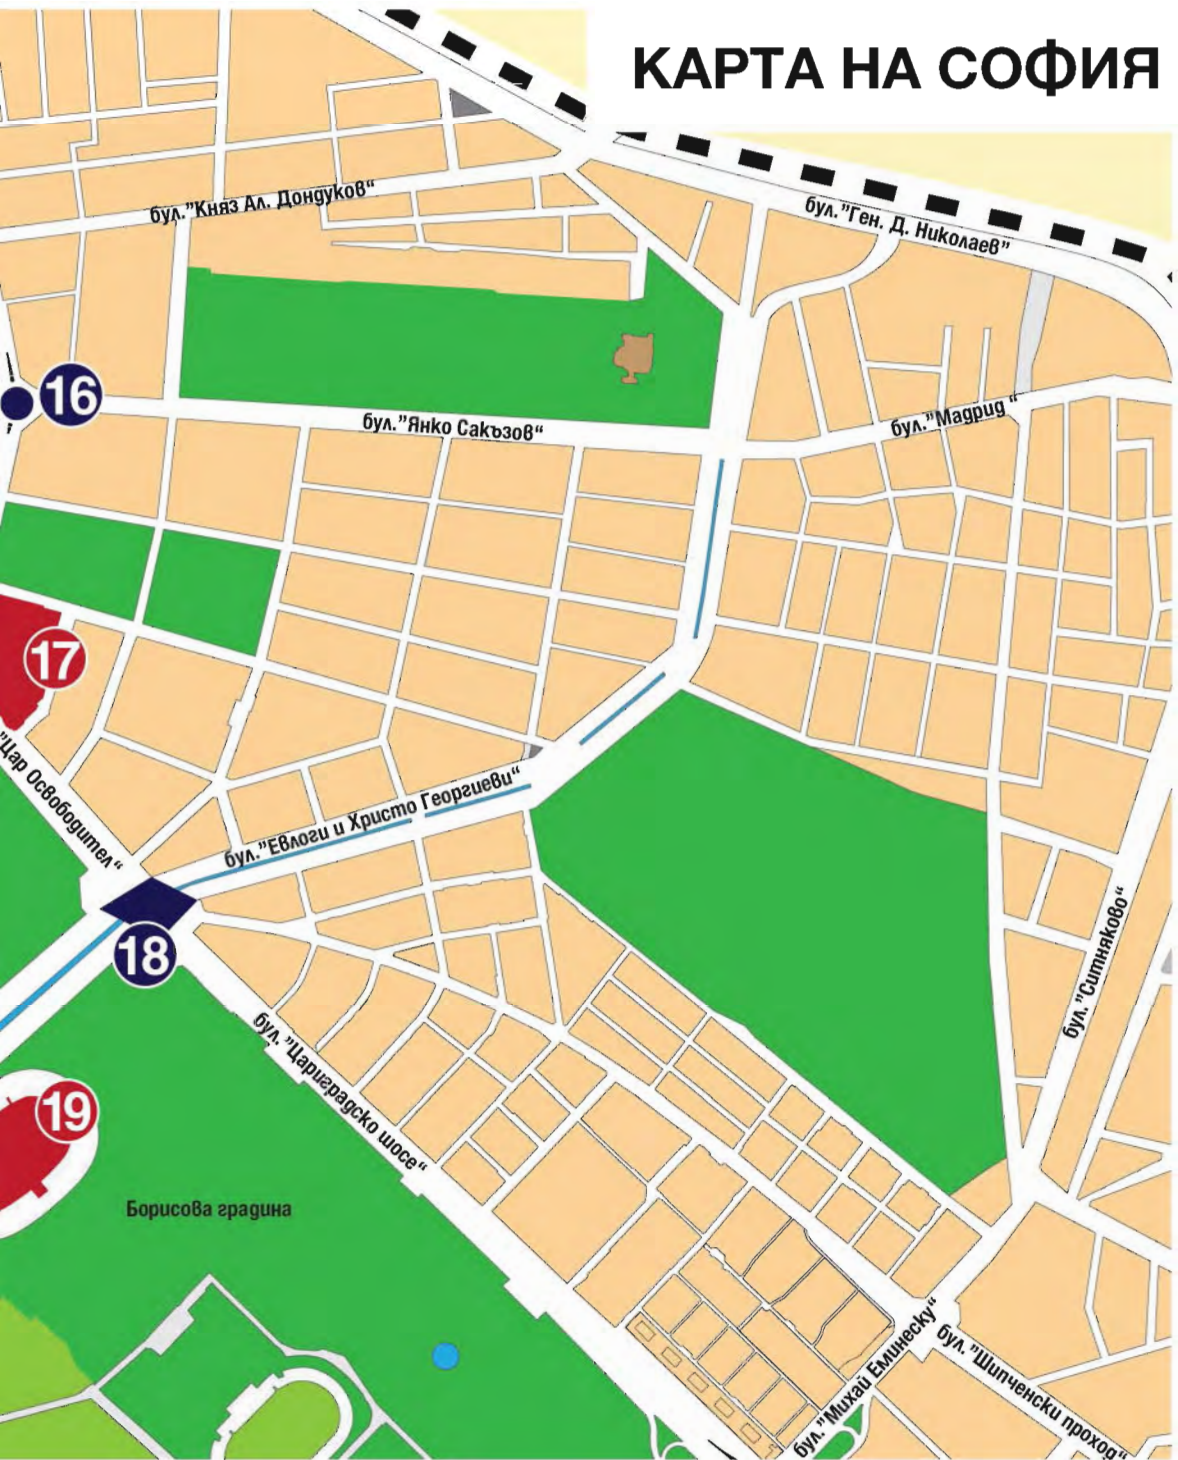 КАРТА НА СОФИЯ
бул."Княз Ал. Дондуков“
бул.”Ген. Д. Николаев”
16
бул.”Янко Сакъзов“
бул.”Мадрид “
17
”Цар Освободител“
бул.”Евлоги и Христо Георгиеви“
18
бул.”Ситняково”
бул. ”Цариградско шосе“
19
Борисова градина
бул.”Михай Еминеску“
бул. ”Шипченски проход“